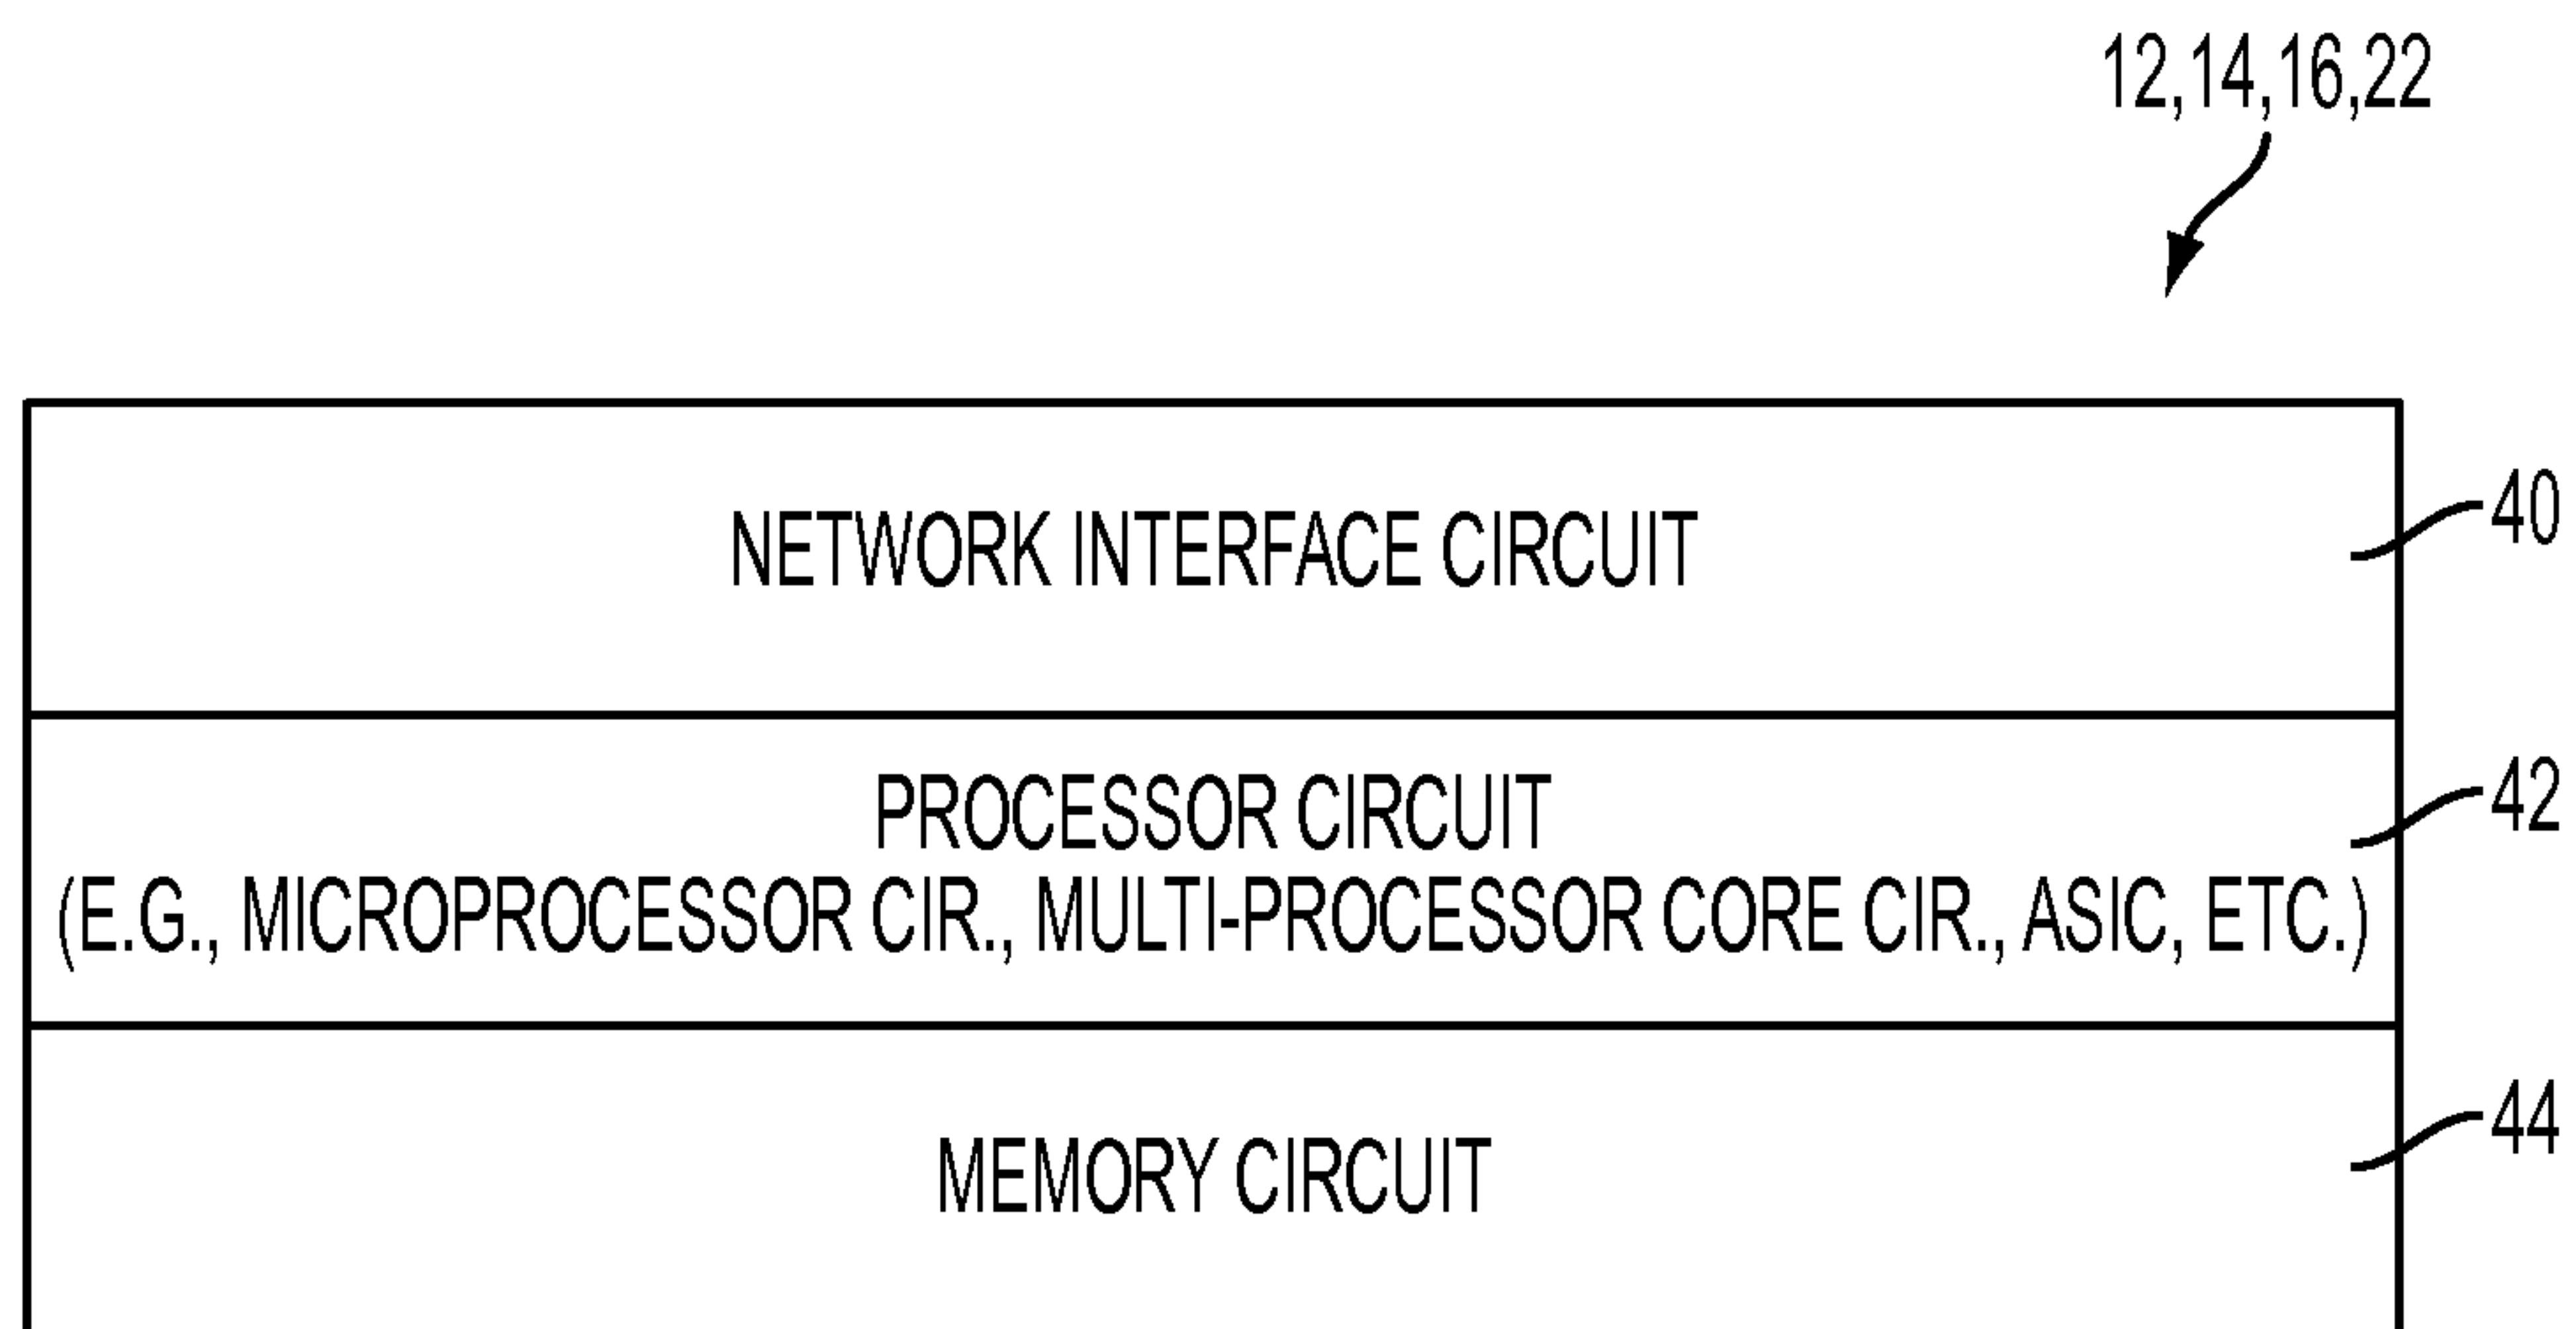 12,14,16,22
NETWORK INTERFACE CIRCUIT
40
PROCESSOR CIRCUIT
(E.G., MICROPROCESSOR CIR., MULTI-PROCESSOR CORE CIR., ASIC, ETC.)
42
MEMORY CIRCUIT
44